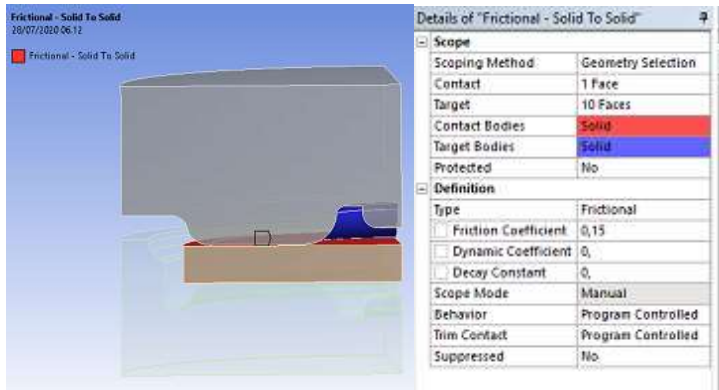 Frictional - Solid To Solid
28/07/2020 06.12
Frictional - Solid To Solid
Details of "Frictional - Solid To Solid"
Scope
Scoping Method Geometry Selection
Contact 1 Face
Target 10 Faces
Contact Bodies Solid
Target Bodies Solid
Protected No
Definition
Type Frictional
Friction Coefficient 0,15
Dynamic Coefficient 0,
Decay Constant 0,
Scope Mode Manual
Behavior Program Controlled
Trim Contact Program Controlled
Suppressed No